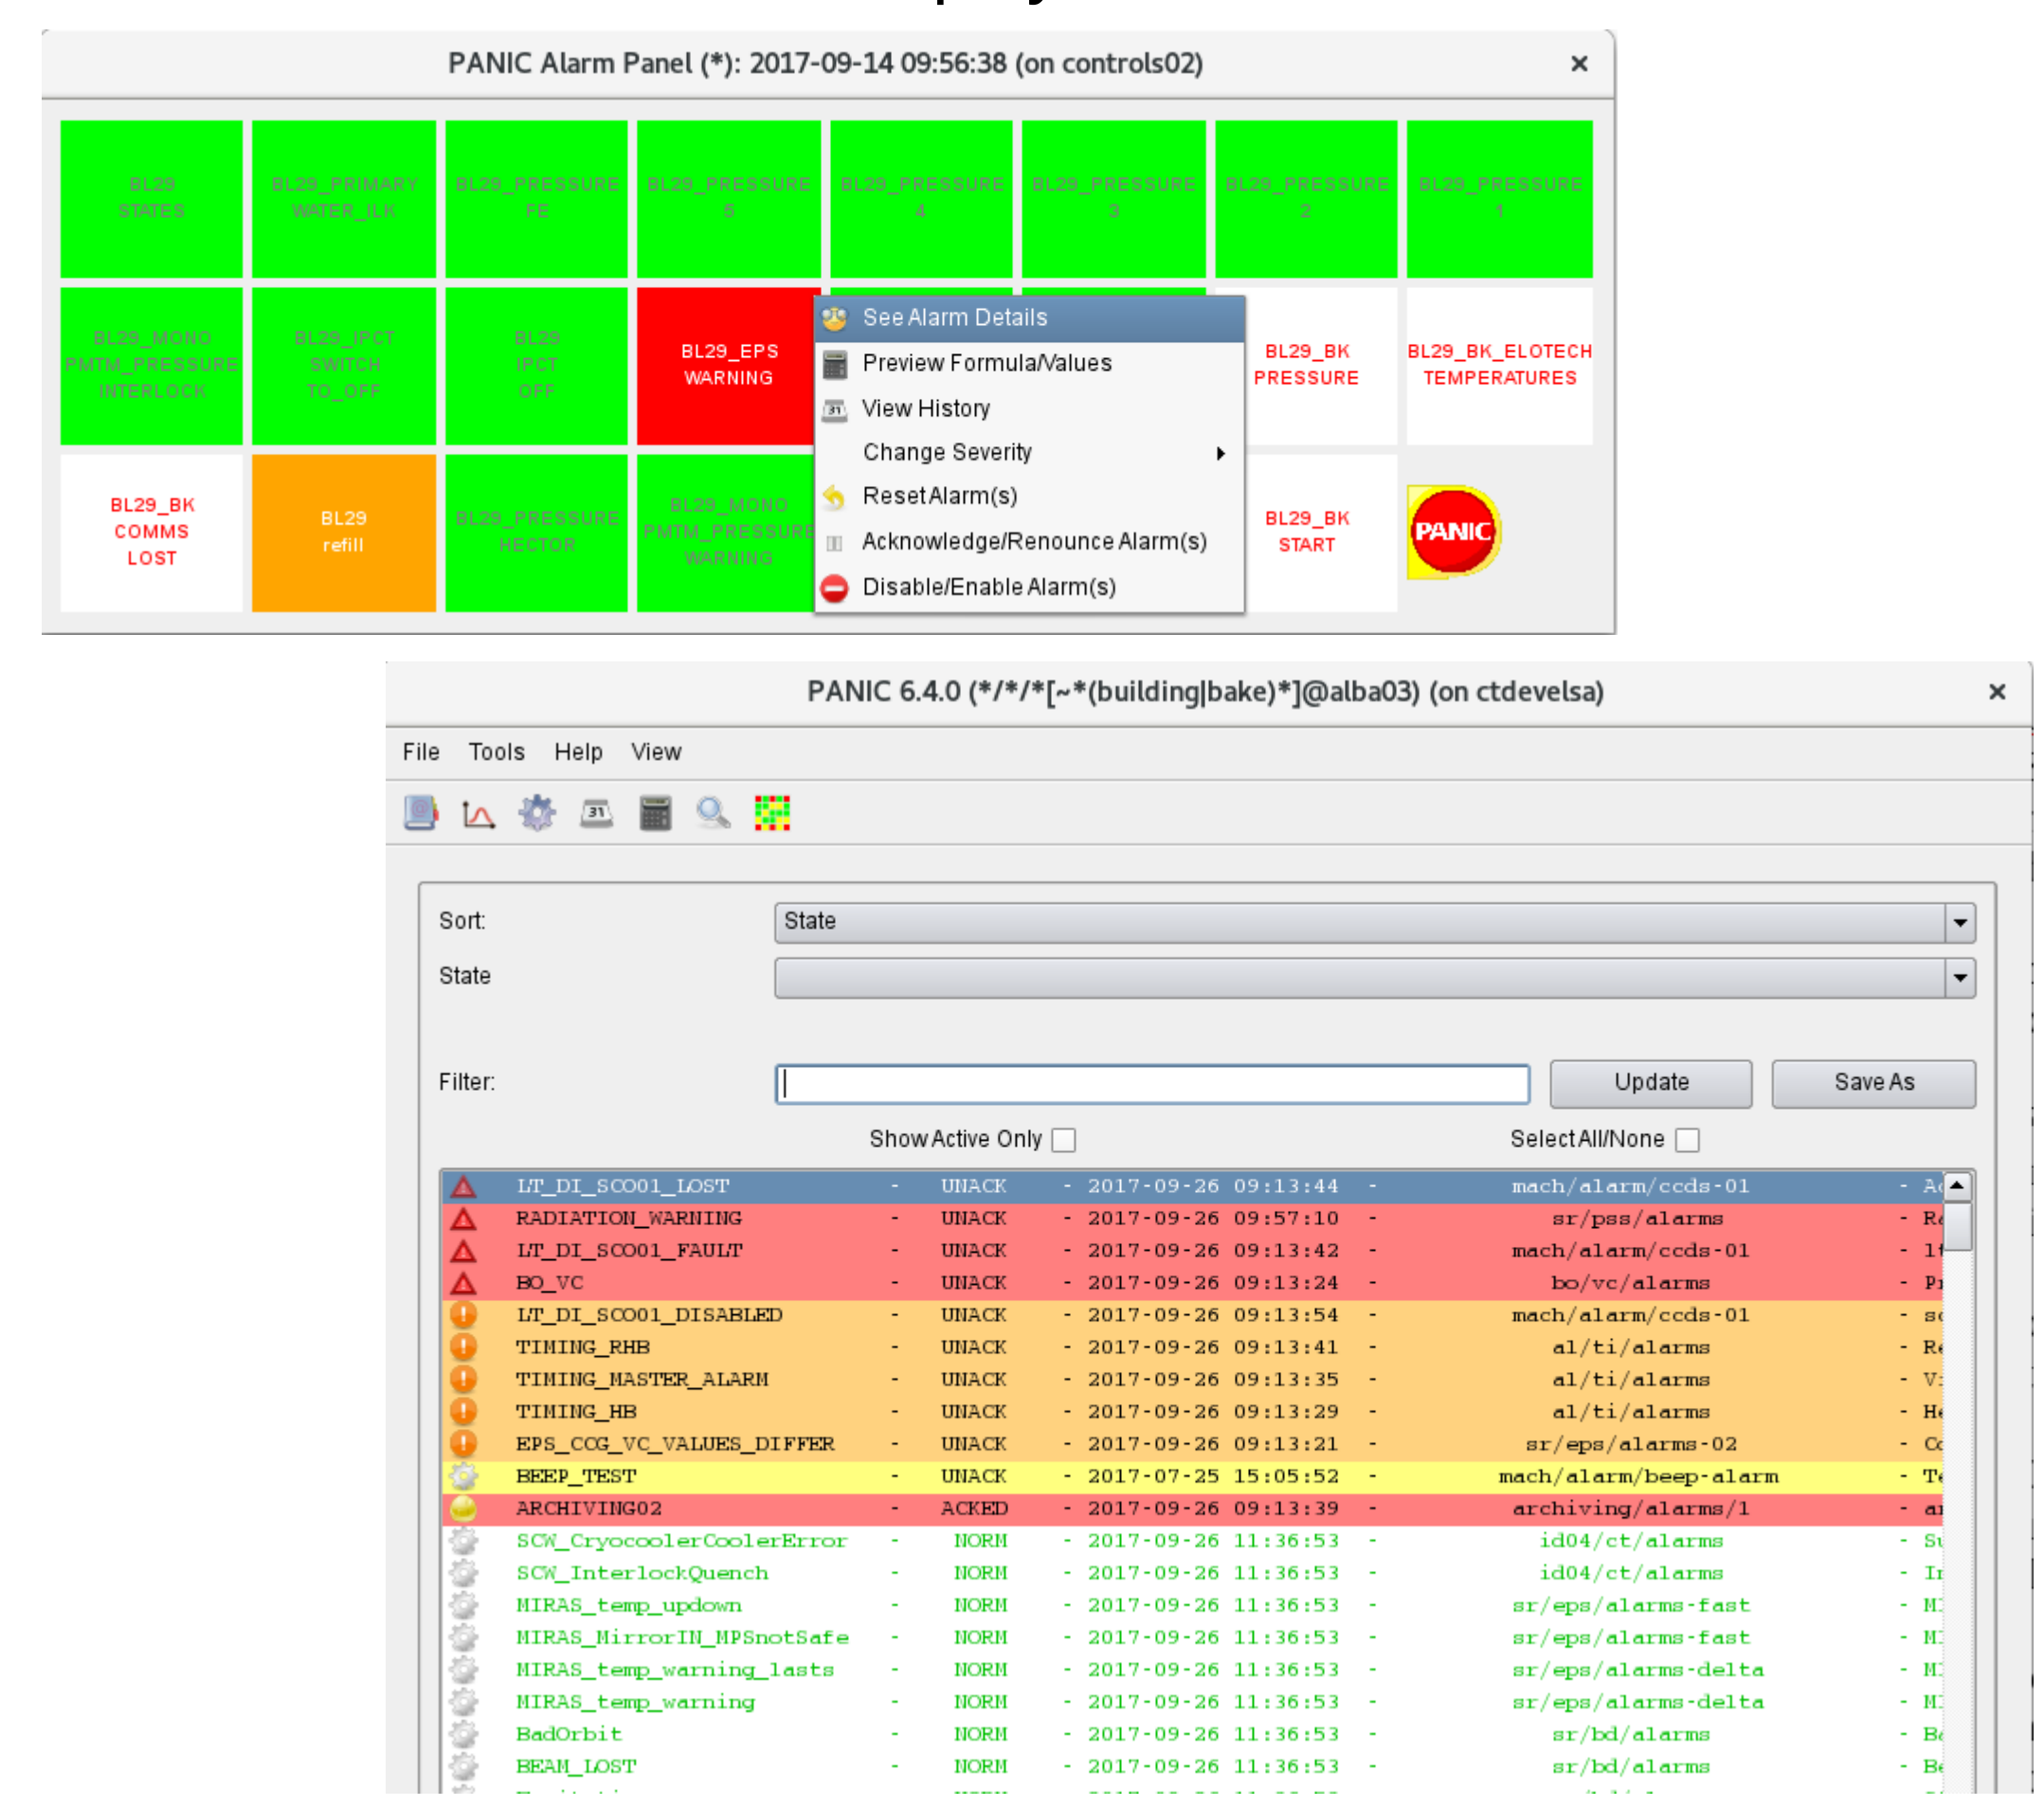 PANIC Alarm Panel (*): 2017-09-14 09:56:38 (on controls02)
BL29
STATES
BL29_PRIMARY
WATER_ILK
BL29_PRESSURE
FE
BL29_PRESSURE
5
BL29_PRESSURE
4
BL29_PRESSURE
3
BL29_PRESSURE
2
BL29_PRESSURE
1
BL29_MONO
PMTM_PRESSURE
INTERLOCK
BL29_IPCT
SWITCH
TO_OFF
BL29
IPCT
OFF
BL29_EPS
WARNING
BL29_BK
PRESSURE
BL29_BK_ELOTECH
TEMPERATURES
BL29_BK
COMMS
LOST
BL29
refill
BL29_PRESSURE
HECTOR
BL29_MONO
PMTM_PRESSURE
WARNING
BL29_BK
START
PANIC
See Alarm Details
Preview Formula/Values
View History
Change Severity
Reset Alarm(s)
Acknowledge/Renounce Alarm(s)
Disable/Enable Alarm(s)
PANIC 6.4.0 (*/*/*[~*(building|bake)*]@alba03) (on ctdevelsa)
File Tools Help View
31
Sort: State
State
Filter: Update Save As
Show Active Only Select All/None
LT_DI_SCO01_LOST - UNACK - 2017-09-26 09:13:44 - mach/alarm/ccds-01 -
RADIATION_WARNING - UNACK - 2017-09-26 09:57:10 - sr/pss/alarms -
LT_DI_SCO01_FAULT - UNACK - 2017-09-26 09:13:42 - mach/alarm/ccds-01 -
BO_VC - UNACK - 2017-09-26 09:13:24 - bo/vc/alarms -
LT_DI_SCO01_DISABLED - UNACK - 2017-09-26 09:13:54 - mach/alarm/ccds-01 -
TIMING_RHB - UNACK - 2017-09-26 09:13:41 - al/ti/alarms -
TIMING_MASTER_ALARM - UNACK - 2017-09-26 09:13:35 - al/ti/alarms -
TIMING_HB - UNACK - 2017-09-26 09:13:29 - al/ti/alarms -
EPS_CCG_VC_VALUES_DIFFER - UNACK - 2017-09-26 09:13:21 - sr/eps/alarms-02 -
BEEP_TEST - UNACK - 2017-07-25 15:05:52 - mach/alarm/beep-alarm -
ARCHIVING02 - ACKED - 2017-09-26 09:13:39 - archiving/alarms/1 -
SCW_CryocoolerCoolerError - NORM - 2017-09-26 11:36:53 - id04/ct/alarms -
SCW_InterlockQuench - NORM - 2017-09-26 11:36:53 - id04/ct/alarms -
MIRAS_temp_updown - NORM - 2017-09-26 11:36:53 - sr/eps/alarms-fast -
MIRAS_MirrorIN_MPSnotSafe - NORM - 2017-09-26 11:36:53 - sr/eps/alarms-fast -
MIRAS_temp_warning_lasts - NORM - 2017-09-26 11:36:53 - sr/eps/alarms-delta -
MIRAS_temp_warning - NORM - 2017-09-26 11:36:53 - sr/eps/alarms-delta -
BadOrbit - NORM - 2017-09-26 11:36:53 - sr/bd/alarms -
BEAM_LOST - NORM - 2017-09-26 11:36:53 - sr/bd/alarms -